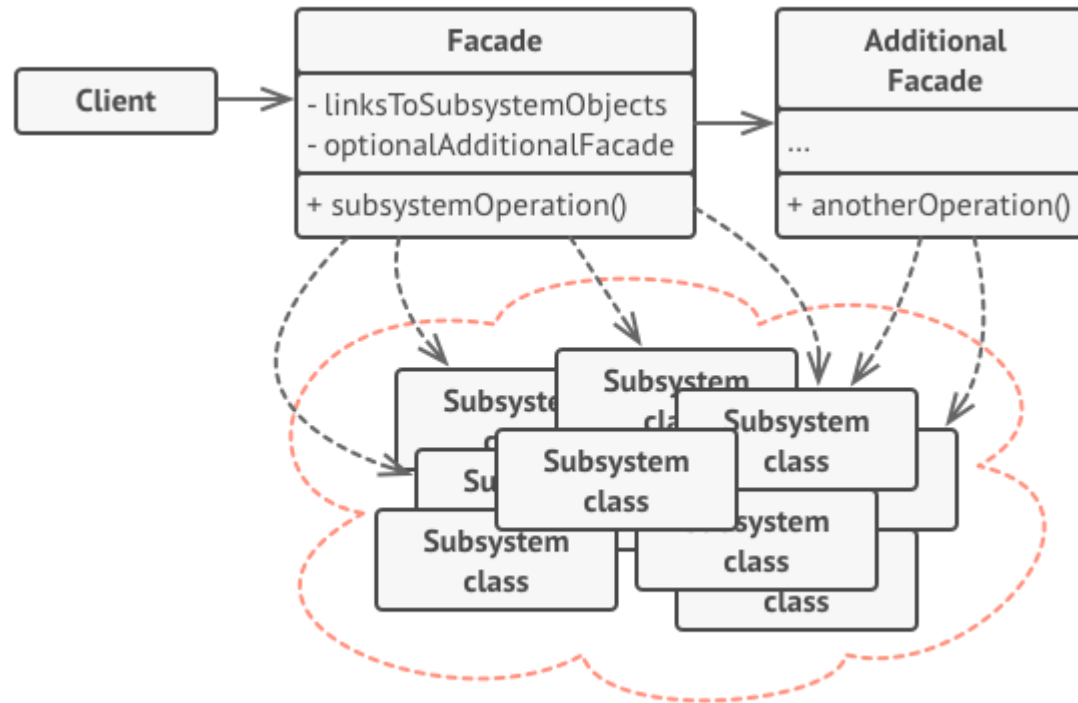 Client
Facade
- linksToSubsystemObjects
- optionalAdditionalFacade
+ subsystemOperation()
Additional
Facade
...
+ anotherOperation()
Subsystem
class
Subsystem
class
Subsystem
class
Subsystem
class
Subsystem
class
class